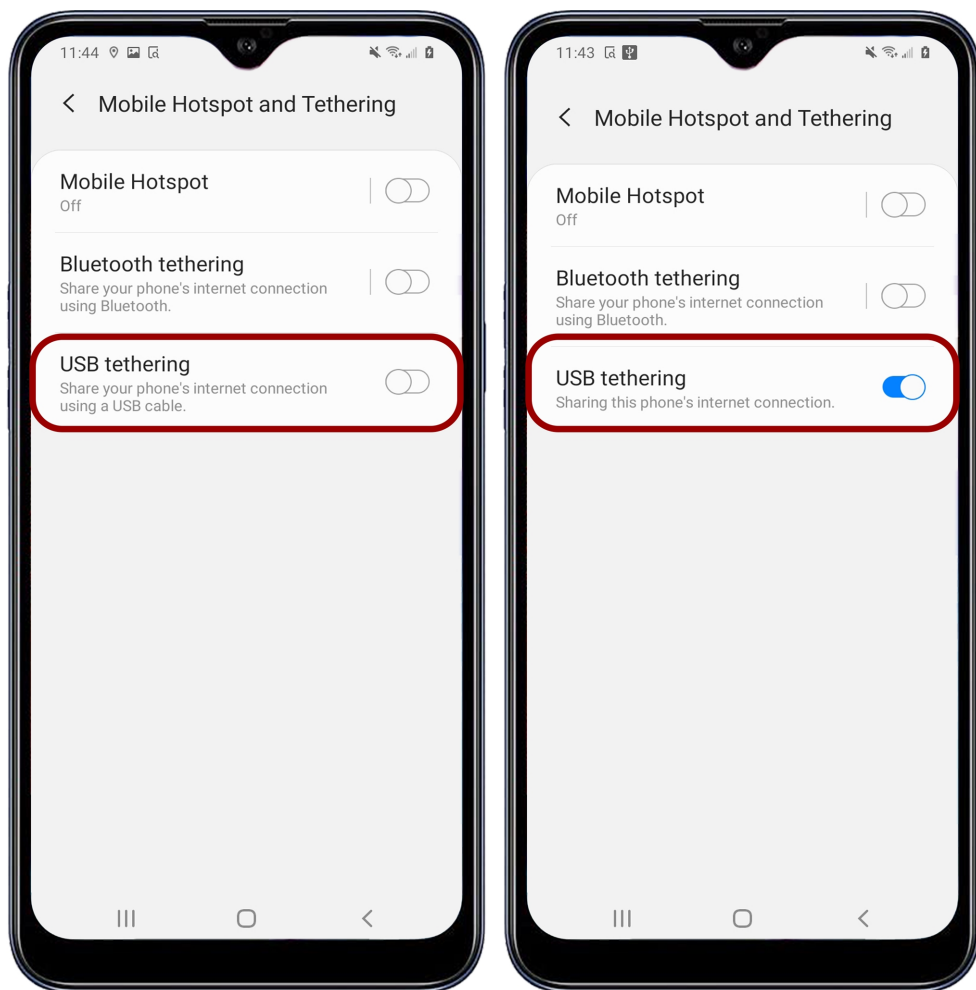 11:44
Mobile Hotspot and Tethering
Mobile Hotspot
Off
Bluetooth tethering
Share your phone's internet connection
using Bluetooth.
USB tethering
Share your phone's internet connection
using a USB cable.
11:43
Mobile Hotspot and Tethering
Mobile Hotspot
Off
Bluetooth tethering
Share your phone's internet connection
using Bluetooth.
USB tethering
Sharing this phone's internet connection.